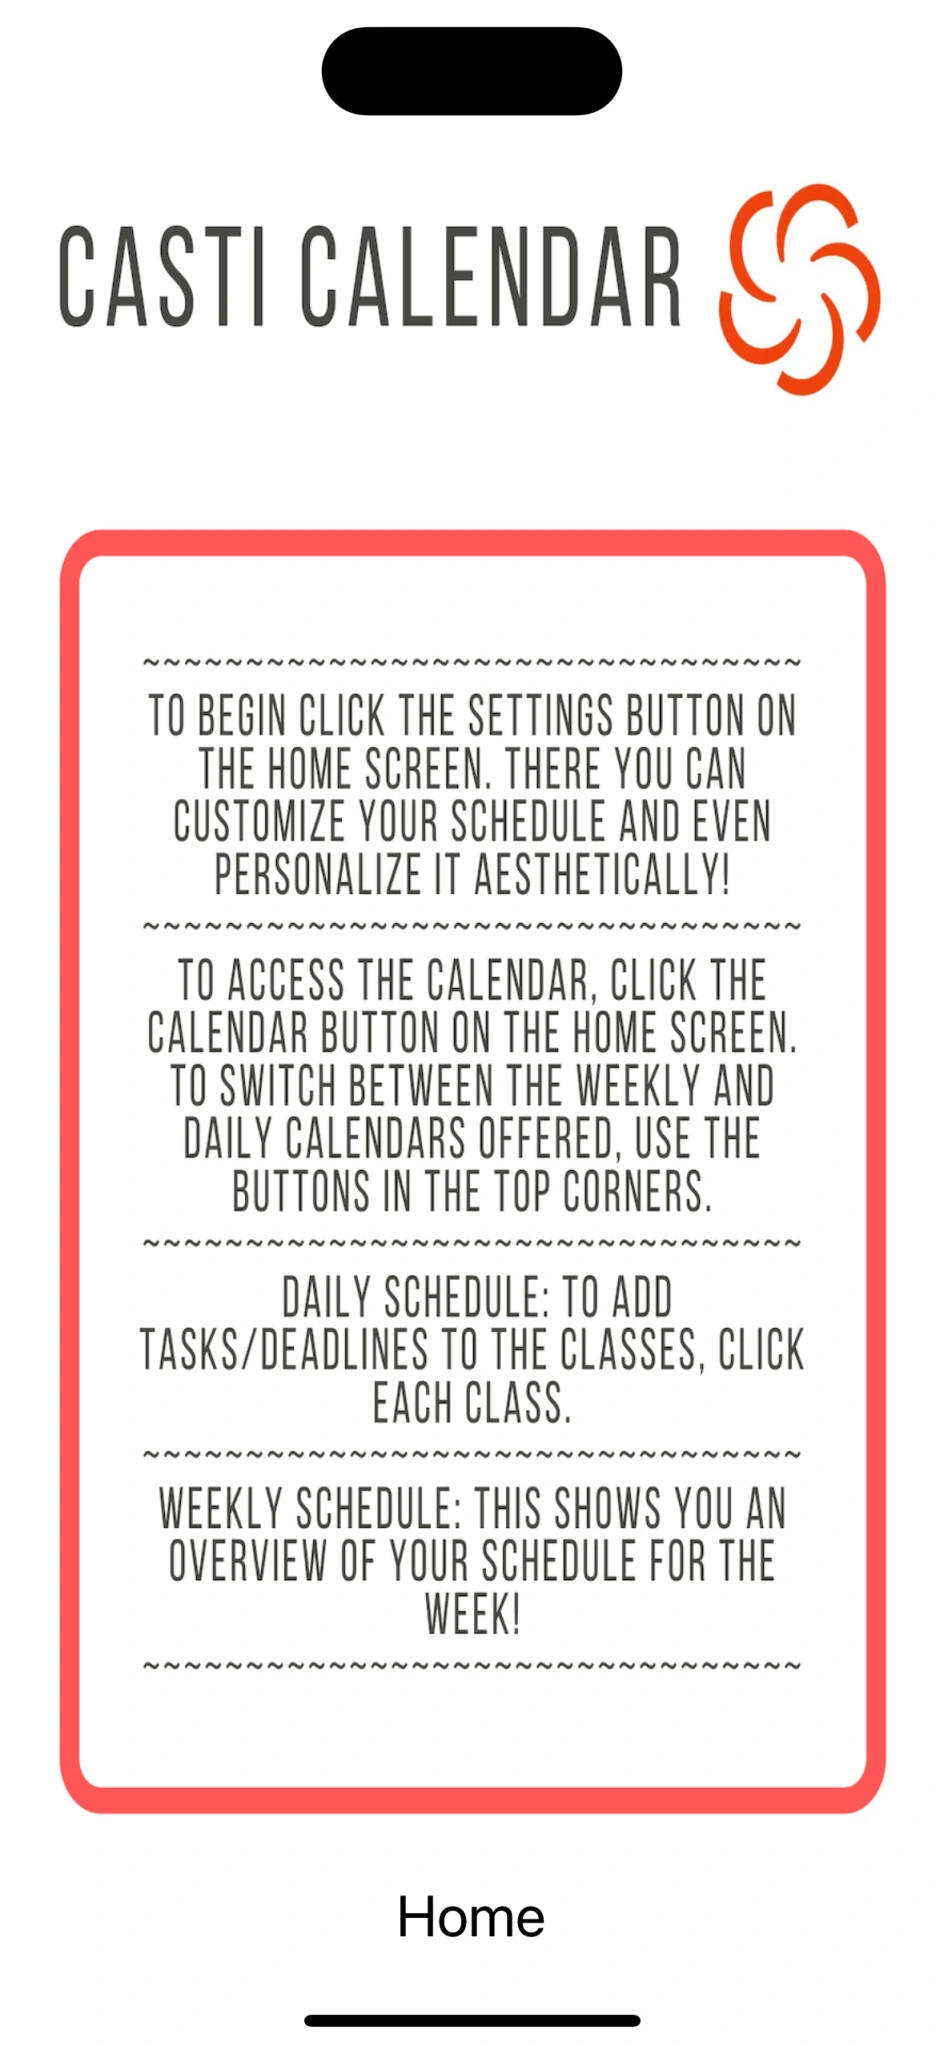 CASTI CALENDAR
~~~~~~~~~~~~~~~~~~~~~~~~~~~~~~~~
TO BEGIN CLICK THE SETTINGS BUTTON ON
THE HOME SCREEN. THERE YOU CAN
CUSTOMIZE YOUR SCHEDULE AND EVEN
PERSONALIZE IT AESTHETICALLY!
~~~~~~~~~~~~~~~~~~~~~~~~~~~~~~~~
TO ACCESS THE CALENDAR, CLICK THE
CALENDAR BUTTON ON THE HOME SCREEN.
TO SWITCH BETWEEN THE WEEKLY AND
DAILY CALENDARS OFFERED, USE THE
BUTTONS IN THE TOP CORNERS.
~~~~~~~~~~~~~~~~~~~~~~~~~~~~~~~~
DAILY SCHEDULE: TO ADD
TASKS/DEADLINES TO THE CLASSES, CLICK
EACH CLASS.
~~~~~~~~~~~~~~~~~~~~~~~~~~~~~~~~
WEEKLY SCHEDULE: THIS SHOWS YOU AN
OVERVIEW OF YOUR SCHEDULE FOR THE
WEEK!
~~~~~~~~~~~~~~~~~~~~~~~~~~~~~~~~
Home